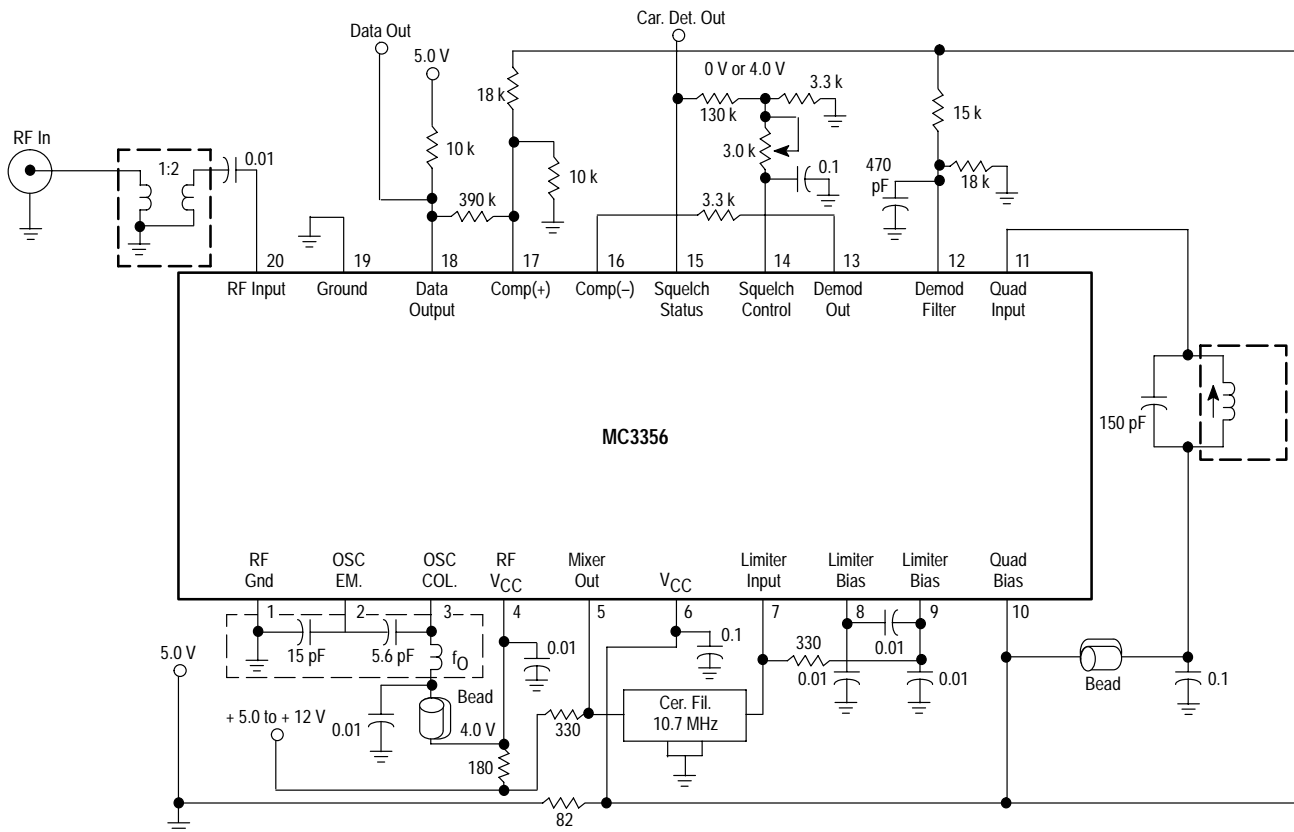 Car. Det. Out
Data Out
5.0 V
0 V or 4.0 V
18 k
3.3 k
130 k
15 k
RF In
1:2
0.01
10 k
3.0 k
0.1
470
pF
10 k
18 k
390 k
3.3 k
20
19
18
17
16
15
14
13
12
11
RF Input
Ground
Data
Output
Comp(+)
Comp(–)
Squelch
Status
Squelch
Control
Demod
Out
Demod
Filter
Quad
Input
150 pF
MC3356
RF
Gnd
OSC
EM.
OSC
COL.
RF
VCC
Mixer
Out
VCC
Limiter
Input
Limiter
Bias
Limiter
Bias
Quad
Bias
1
2
3
4
5
6
7
8
9
10
15 pF
5.6 pF
fO
0.01
0.1
330
0.01
0.01
0.01
5.0 V
Bead
Bead
0.1
+ 5.0 to + 12 V
0.01
4.0 V
330
Cer. Fil.
10.7 MHz
180
82